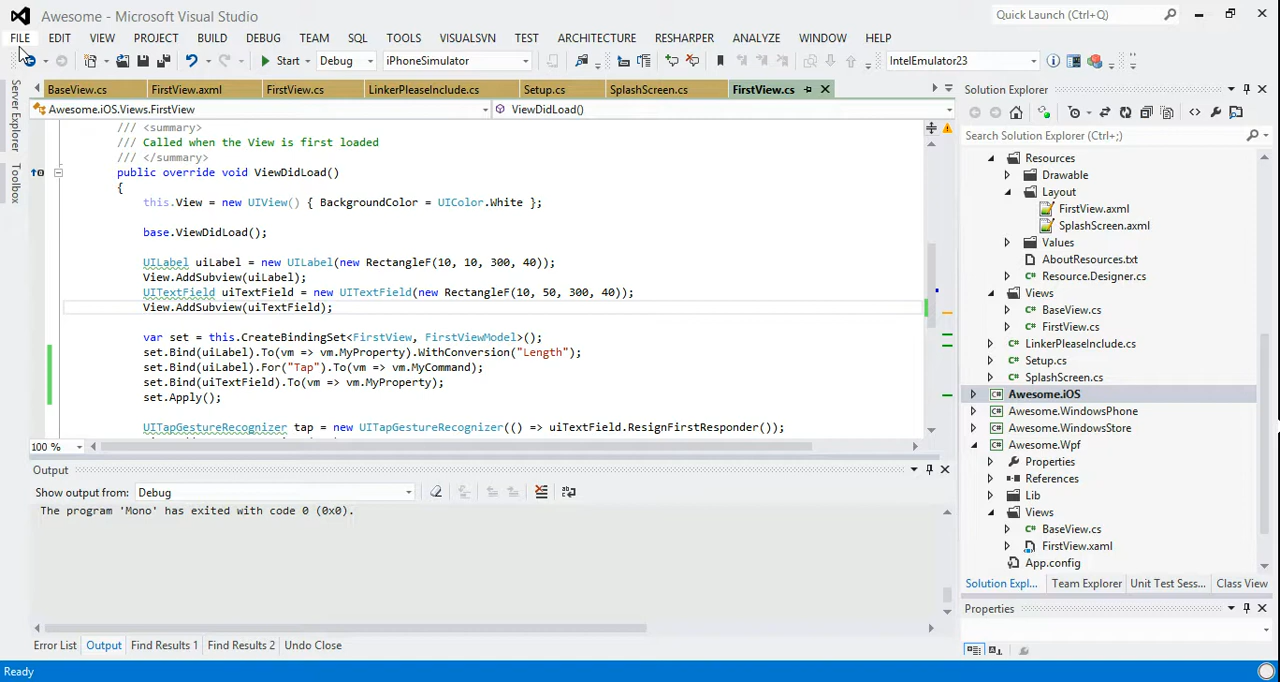 Awesome - Microsoft Visual Studio
Quick Launch (Ctrl+Q)
FILE EDIT VIEW PROJECT BUILD DEBUG TEAM SQL TOOLS VISUALSVN TEST ARCHITECTURE RESHARPER ANALYZE WINDOW HELP
Start Debug iPhoneSimulator IntelEmulator23
Server Explorer
Toolbox
BaseView.cs FirstView.axml FirstView.cs LinkerPleaseInclude.cs Setup.cs SplashScreen.cs FirstView.cs
Awesome.iOS.Views.FirstView ViewDidLoad()
/// <summary>
/// Called when the View is first loaded
/// </summary>
public override void ViewDidLoad()
{
this.View = new UIView() { BackgroundColor = UIColor.White };
base.ViewDidLoad();
UILabel uiLabel = new UILabel(new RectangleF(10, 10, 300, 40));
View.AddSubview(uiLabel);
UITextField uiTextField = new UITextField(new RectangleF(10, 50, 300, 40));
View.AddSubview(uiTextField);
var set = this.CreateBindingSet<FirstView, FirstViewModel>();
set.Bind(uiLabel).To(vm => vm.MyProperty).WithConversion("Length");
set.Bind(uiLabel).For("Tap").To(vm => vm.MyCommand);
set.Bind(uiTextField).To(vm => vm.MyProperty);
set.Apply();
UITapGestureRecognizer tap = new UITapGestureRecognizer(() => uiTextField.ResignFirstResponder());
100 %
Output
Show output from: Debug
The program 'Mono' has exited with code 0 (0x0).
Error List Output Find Results 1 Find Results 2 Undo Close
Ready
Solution Explorer
Search Solution Explorer (Ctrl+;)
Resources
Drawable
Layout
FirstView.axml
SplashScreen.axml
Values
AboutResources.txt
Resource.Designer.cs
Views
BaseView.cs
FirstView.cs
LinkerPleaseInclude.cs
Setup.cs
SplashScreen.cs
Awesome.iOS
Awesome.WindowsPhone
Awesome.WindowsStore
Awesome.Wpf
Properties
References
Lib
Views
BaseView.cs
FirstView.xaml
App.config
Solution Expl... Team Explorer Unit Test Sess... Class View
Properties